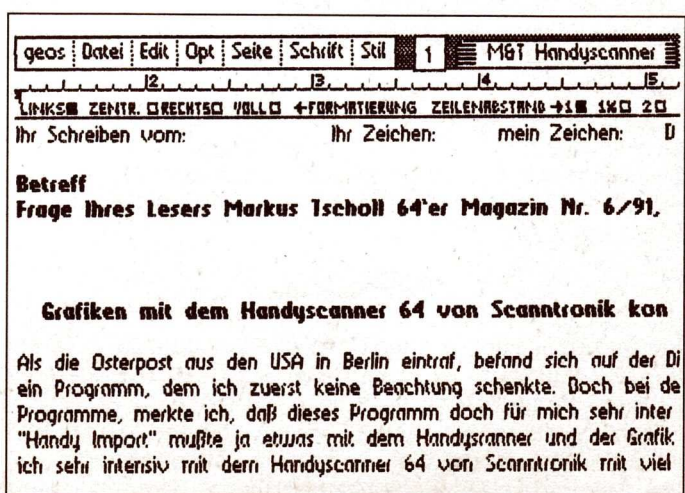 geos Datei Edit Opt Seite Schrift Stil 1 M&T Handyscanner
2 3 4 5
LINKS ZENTR. RECHTS VOLL ←FORMATIERUNG ZEILENABSTAND →1 1½ 2
Ihr Schreiben vom: Ihr Zeichen: mein Zeichen: D
Betreff
Frage Ihres Lesers Markus Tscholl 64'er Magazin Nr. 6/91,
Grafiken mit dem Handyscanner 64 von Scanntronik kon
Als die Osterpost aus den USA in Berlin eintraf, befand sich auf der Di
ein Programm, dem ich zuerst keine Beachtung schenkte. Doch bei de
Programme, merkte ich, daß dieses Programm doch für mich sehr inter
"Handy Import" mußte ja etwas mit dem Handyscanner und der Grafik
ich sehr intensiv mit dem Handyscanner 64 von Scanntronik mit viel